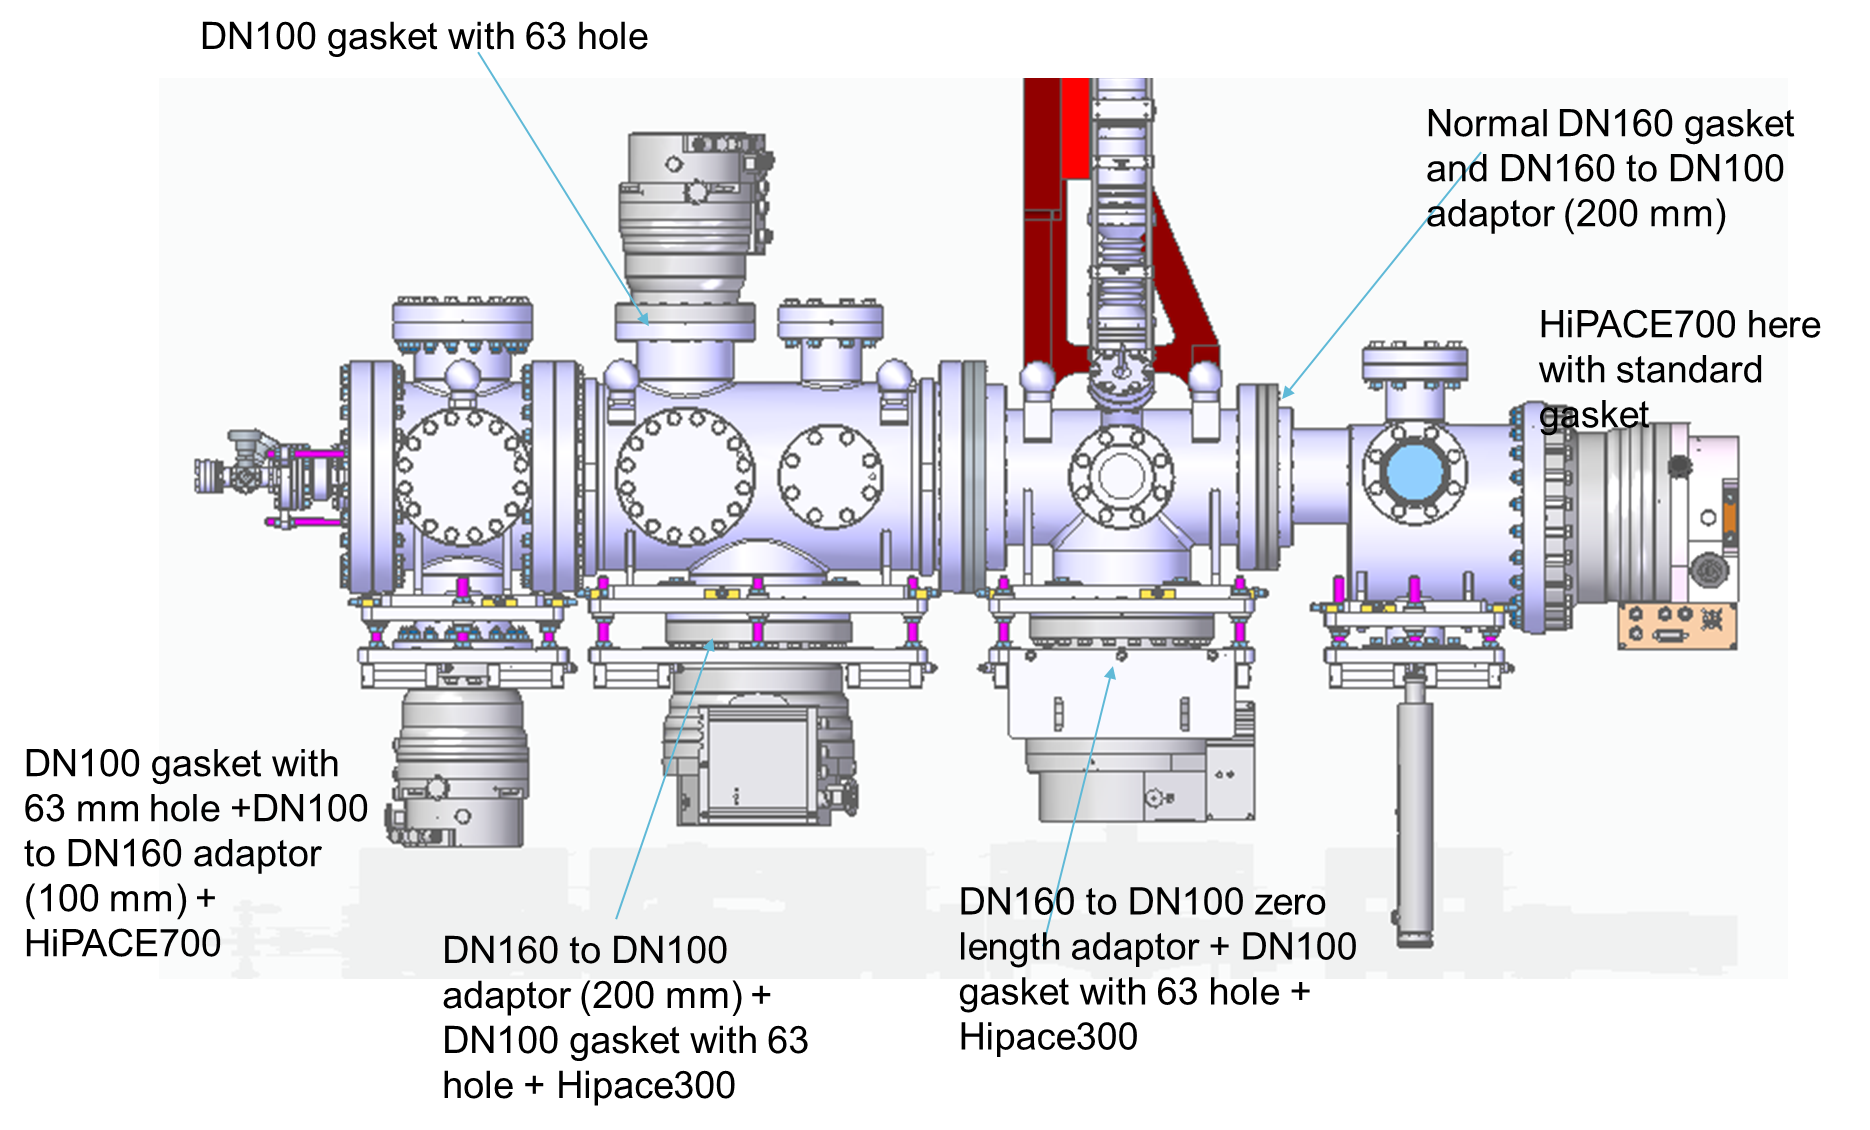 DN100 gasket with 63 hole
Normal DN160 gasket
and DN160 to DN100
adaptor (200 mm)
HiPACE700 here
with standard
gasket
DN100 gasket with
63 mm hole +DN100
to DN160 adaptor
(100 mm) +
HiPACE700
DN160 to DN100
adaptor (200 mm) +
DN100 gasket with 63
hole + Hipace300
DN160 to DN100 zero
length adaptor + DN100
gasket with 63 hole +
Hipace300